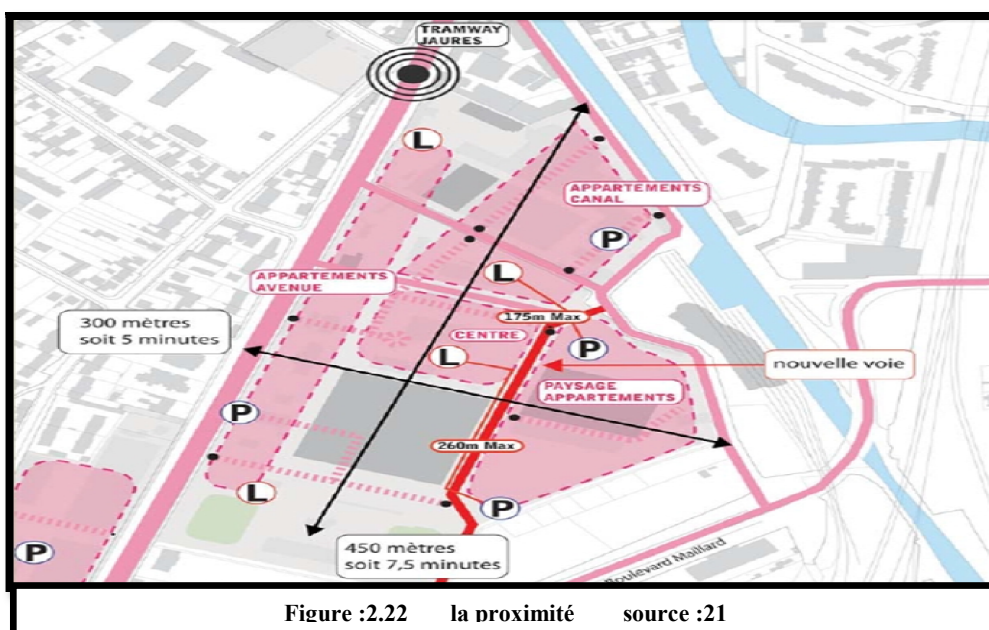 TRAMWAY
JAURES
L
APPARTEMENTS
CANAL
P
APPARTEMENTS
AVENUE
L
175m Max
300 mètres
soit 5 minutes
CENTRE
L
P
nouvelle voie
PAYSAGE
APPARTEMENTS
P
260m Max
L
P
450 mètres
soit 7,5 minutes
P
Boulevard Maillard
Figure :2.22 la proximité source :21